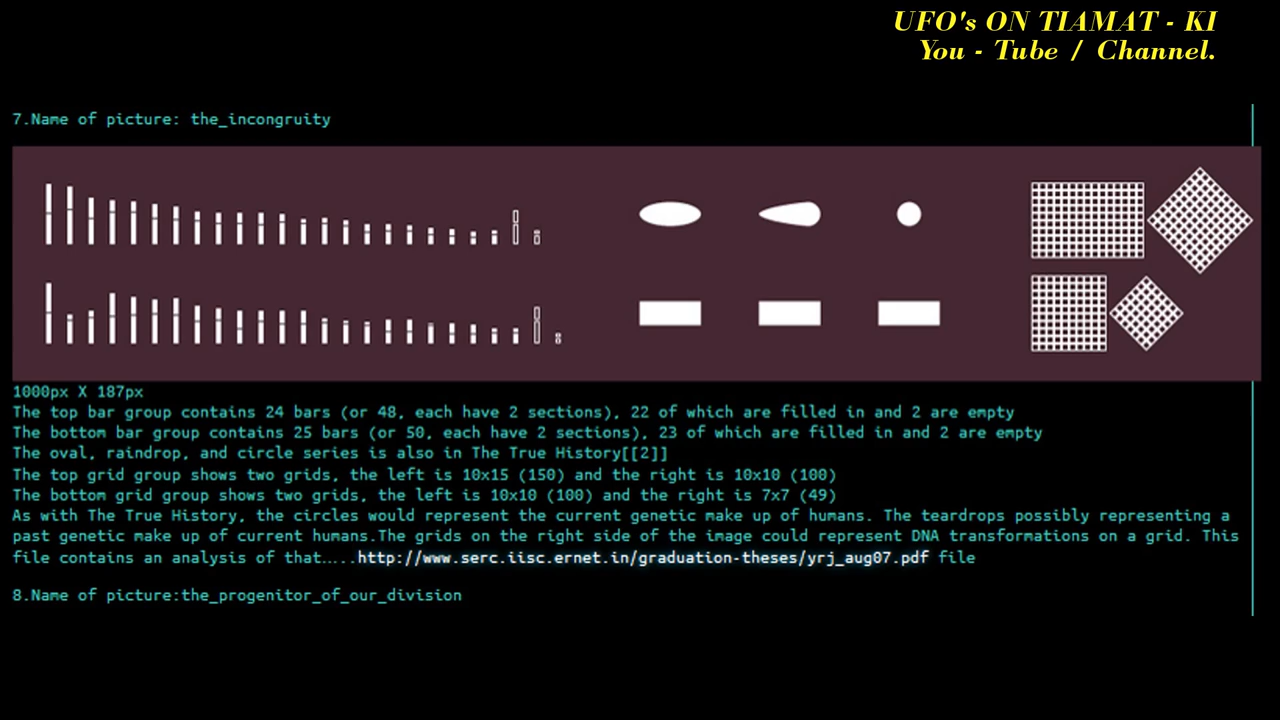 UFO's ON TIAMAT - KI
You - Tube / Channel.
7.Name of picture: the_incongruity
1000px X 187px
The top bar group contains 24 bars (or 48, each have 2 sections), 22 of which are filled in and 2 are empty
The bottom bar group contains 25 bars (or 50, each have 2 sections), 23 of which are filled in and 2 are empty
The oval, raindrop, and circle series is also in The True History[[2]]
The top grid group shows two grids, the left is 10x15 (150) and the right is 10x10 (100)
The bottom grid group shows two grids, the left is 10x10 (100) and the right is 7x7 (49)
As with The True History, the circles would represent the current genetic make up of humans. The teardrops possibly representing a
past genetic make up of current humans.The grids on the right side of the image could represent DNA transformations on a grid. This
file contains an analysis of that.....http://www.serc.iisc.ernet.in/graduation-theses/yrj_aug07.pdf file
8.Name of picture:the_progenitor_of_our_division